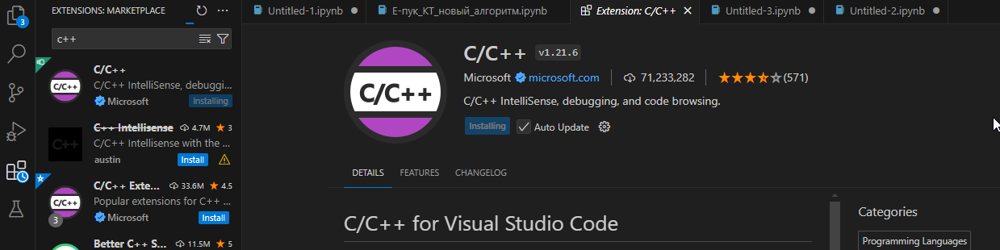 3
EXTENSIONS: MARKETPLACE
c++
C/C++
C/C++
C/C++ IntelliSense, debuggi...
Microsoft
Installing
C++
C++ Intellisense 4.7M 3
C/C++ Intellisense with the ...
austin
Install
C/C++
3
C/C++ Exte... 33.6M 4.5
Popular extensions for C++ ...
Microsoft
Install
Better C++ S... 11.5M 5
Untitled-1.ipynb
Е-пук_КТ_новый_алгоритм.ipynb
Extension: C/C++
Untitled-3.ipynb
Untitled-2.ipynb
C/C++
C/C++ v1.21.6
Microsoft microsoft.com 71,233,282 (571)
C/C++ IntelliSense, debugging, and code browsing.
Installing Auto Update
DETAILS FEATURES CHANGELOG
C/C++ for Visual Studio Code
Categories
Programming Languages